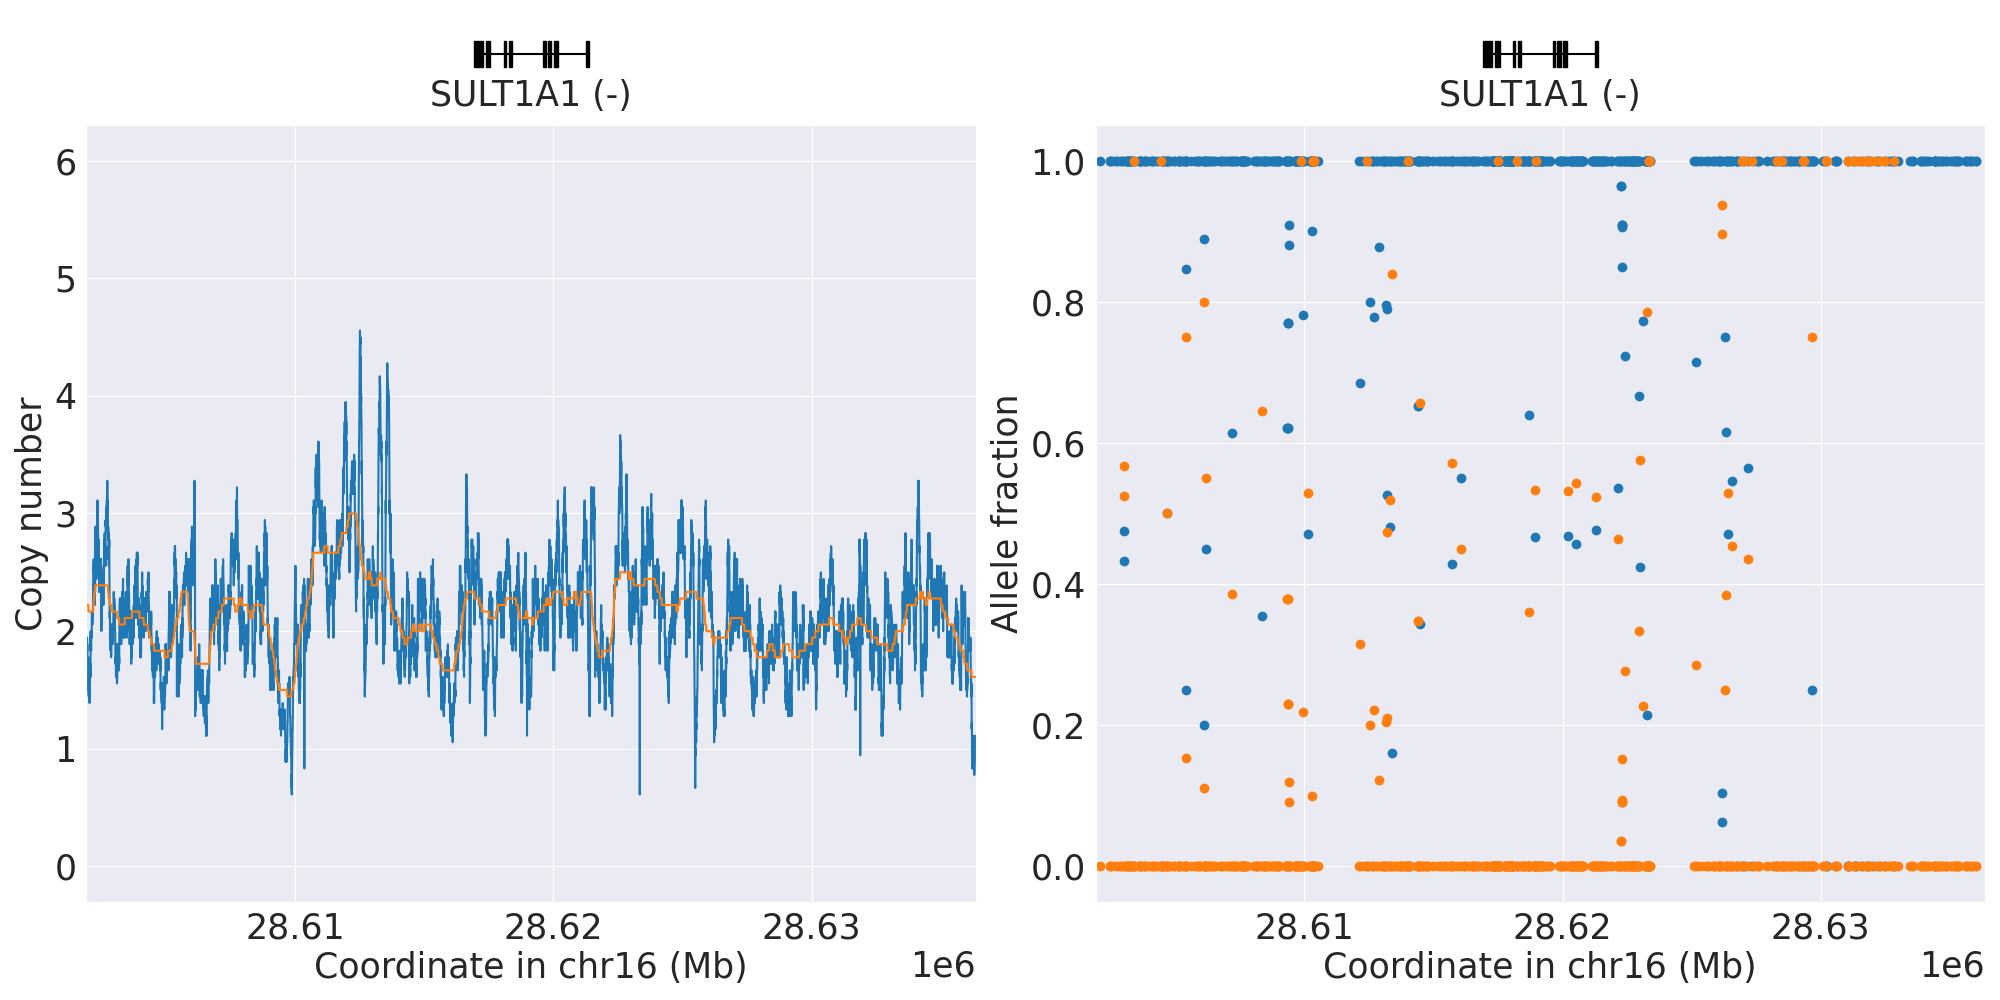 SULT1A1 (-)
Copy number
6
5
4
3
2
1
0
28.61
28.62
28.63
Coordinate in chr16 (Mb)
1e6
SULT1A1 (-)
Allele fraction
1.0
0.8
0.6
0.4
0.2
0.0
28.61
28.62
28.63
Coordinate in chr16 (Mb)
1e6